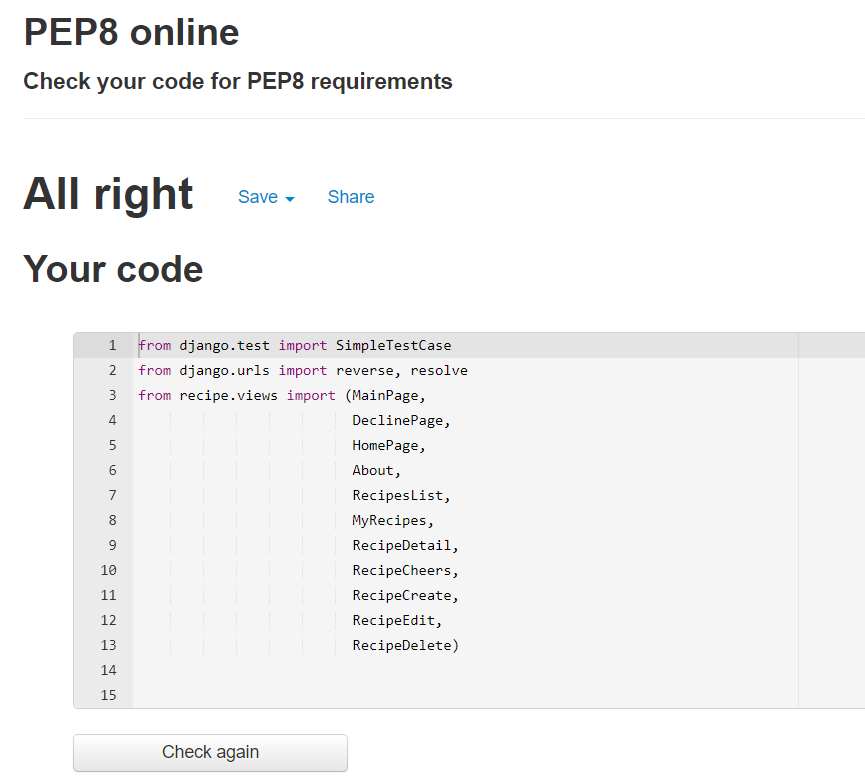 PEP8 online
Check your code for PEP8 requirements
All right Save Share
Your code
1 from django.test import SimpleTestCase
2 from django.urls import reverse, resolve
3 from recipe.views import (MainPage,
4 DeclinePage,
5 HomePage,
6 About,
7 RecipesList,
8 MyRecipes,
9 RecipeDetail,
10 RecipeCheers,
11 RecipeCreate,
12 RecipeEdit,
13 RecipeDelete)
14
15
Check again